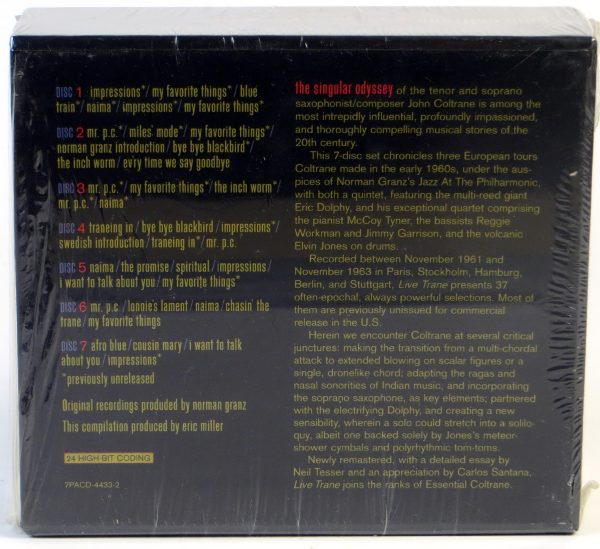 DISC 1 impressions*/my favorite things*/blue
train*/naima*/impressions*/my favorite things*
DISC 2 mr. p.c.*/miles' mode*/my favorite things*/
norman granz introduction/bye bye blackbird*/
the inch worm/ev'ry time we say goodbye
DISC 3 mr. p.c.*/my favorite things*/the inch worm*/
mr. p.c.*/naima*
DISC 4 traneing in/bye bye blackbird/impressions*/
swedish introduction/traneing in*/mr. p.c.
DISC 5 naima/the promise/spiritual/impressions/
i want to talk about you/my favorite things*
DISC 6 mr. p.c./lonnie's lament/naima/chasin' the
trane/my favorite things
DISC 7 afro blue/cousin mary/i want to talk
about you/impressions*
*previously unreleased
Original recordings produded by norman granz
This compilation produced by eric miller
24 HIGH-BIT CODING
7PACD-4433-2
the singular odyssey of the tenor and soprano
saxophonist/composer John Coltrane is among the
most intrepidly influential, profoundly impassioned,
and thoroughly compelling musical stories of the
20th century.
This 7-disc set chronicles three European tours
Coltrane made in the early 1960s, under the aus-
pices of Norman Granz's Jazz At The Philharmonic,
with both a quintet, featuring the multi-reed giant
Eric Dolphy, and his exceptional quartet comprising
the pianist McCoy Tyner, the bassists Reggie
Workman and Jimmy Garrison, and the volcanic
Elvin Jones on drums.
Recorded between November 1961 and
November 1963 in Paris, Stockholm, Hamburg,
Berlin, and Stuttgart, Live Trane presents 37
often-epochal, always powerful selections. Most of
them are previously unissued for commercial
release in the U.S.
Herein we encounter Coltrane at several critical
junctures: making the transition from a multi-chordal
attack to extended blowing on scalar figures or a
single, dronelike chord; adapting the ragas and
nasal sonorities of Indian music, and incorporating
the soprano saxophone, as key elements; partnered
with the electrifying Dolphy, and creating a new
sensibility, wherein a solo could stretch into a solilo-
quy, albeit one backed solely by Jones's meteor-
shower cymbals and polyrhythmic tom-toms.
Newly remastered, with a detailed essay by
Neil Tesser and an appreciation by Carlos Santana,
Live Trane joins the ranks of Essential Coltrane.